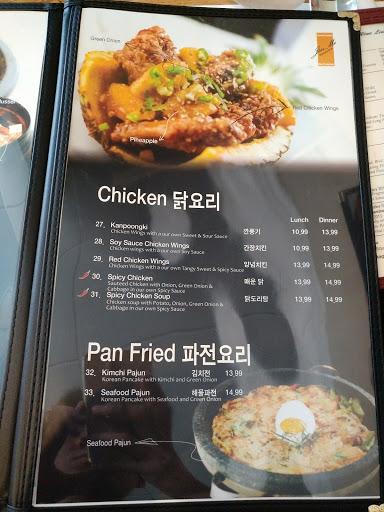 Green Onion
Red Chicken Wings
Pineapple
Chicken 닭요리
Lunch Dinner
27. Kanpoongki 깐풍기 10,99 13,99
Chicken Wings with a our own Sweet & Sour Sauce
28. Soy Sauce Chicken Wings 간장치킨 10,99 13,99
Chicken Wings with a our own Soy Sauce
29. Red Chicken Wings 양념치킨 13,99 14,99
Chicken Wings with a our own Tangy Sweet & Spicy Sauce
30. Spicy Chicken 매운 닭 13,99 14,99
Sauteed Chicken with Onion, Green Onion &
Cabbage in our own Spicy Sauce
31. Spicy Chicken Soup 닭도리탕 13,99 14,99
Chicken soup with Potato, Onion, Green Onion &
Cabbage in our own Spicy Sauce
Pan Fried 파전요리
32. Kimchi Pajun 김치전 13,99
Korean Pancake with Kimchi and Green Onion
33. Seafood Pajun 해물파전 14,99
Korean Pancake with Seafood and Green Onion
Seafood Pajun